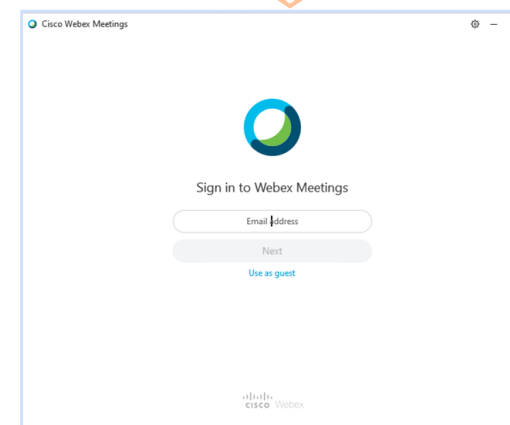 Cisco Webex Meetings
Sign in to Webex Meetings
Email address
Next
Use as guest
cisco Webex